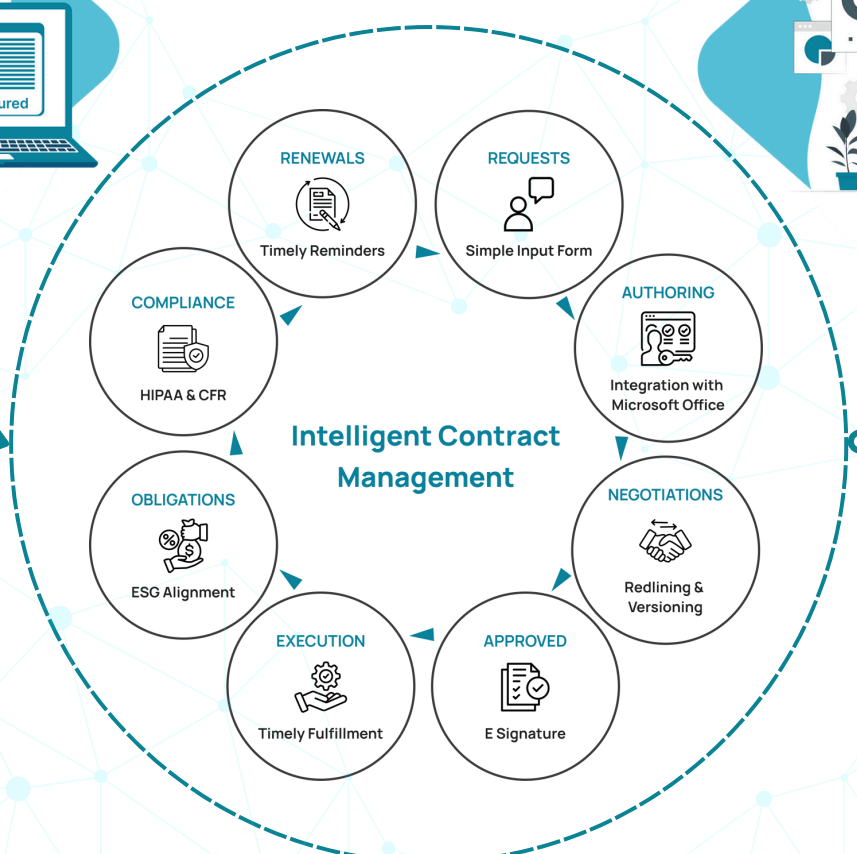 ured
RENEWALS
Timely Reminders
REQUESTS
Simple Input Form
AUTHORING
Integration with
Microsoft Office
NEGOTIATIONS
Redlining &
Versioning
APPROVED
E Signature
EXECUTION
Timely Fulfillment
OBLIGATIONS
ESG Alignment
COMPLIANCE
HIPAA & CFR
Intelligent Contract
Management